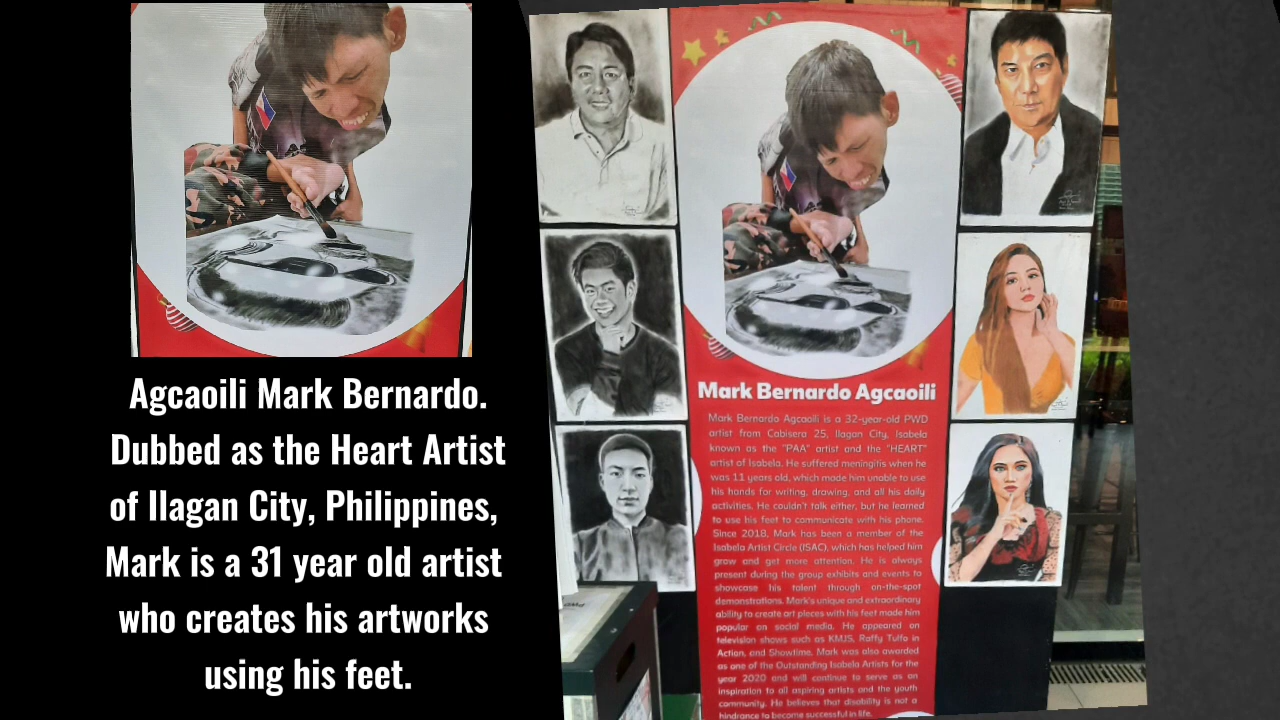 Agcaoili Mark Bernardo.
Dubbed as the Heart Artist
of Ilagan City, Philippines,
Mark is a 31 year old artist
who creates his artworks
using his feet.
Mark Bernardo Agcaoili
Mark Bernardo Agcaoili is a 32-year-old PWD
artist from Cabisera 25, Ilagan City, Isabela
known as the "PAA" artist and the "HEART"
artist of Isabela. He suffered meningitis when he
was 11 years old, which made him unable to use
his hands for writing, drawing, and all his daily
activities. He couldn't talk either, but he learned
to use his feet to communicate with his phone.
Since 2018, Mark has been a member of the
Isabela Artist Circle (ISAC), which has helped him
grow and get more attention. He is always
present during the group exhibits and events to
showcase his talent through on-the-spot
demonstrations. Mark's unique and extraordinary
ability to create art pieces with his feet made him
popular on social media. He appeared on
television shows such as KMJS, Raffy Tulfo in
Action, and Showtime. Mark was also awarded
as one of the Outstanding Isabela Artists for the
year 2020 and will continue to serve as an
inspiration to all aspiring artists and the youth
community. He believes that disability is not a
hindrance to become successful in life.